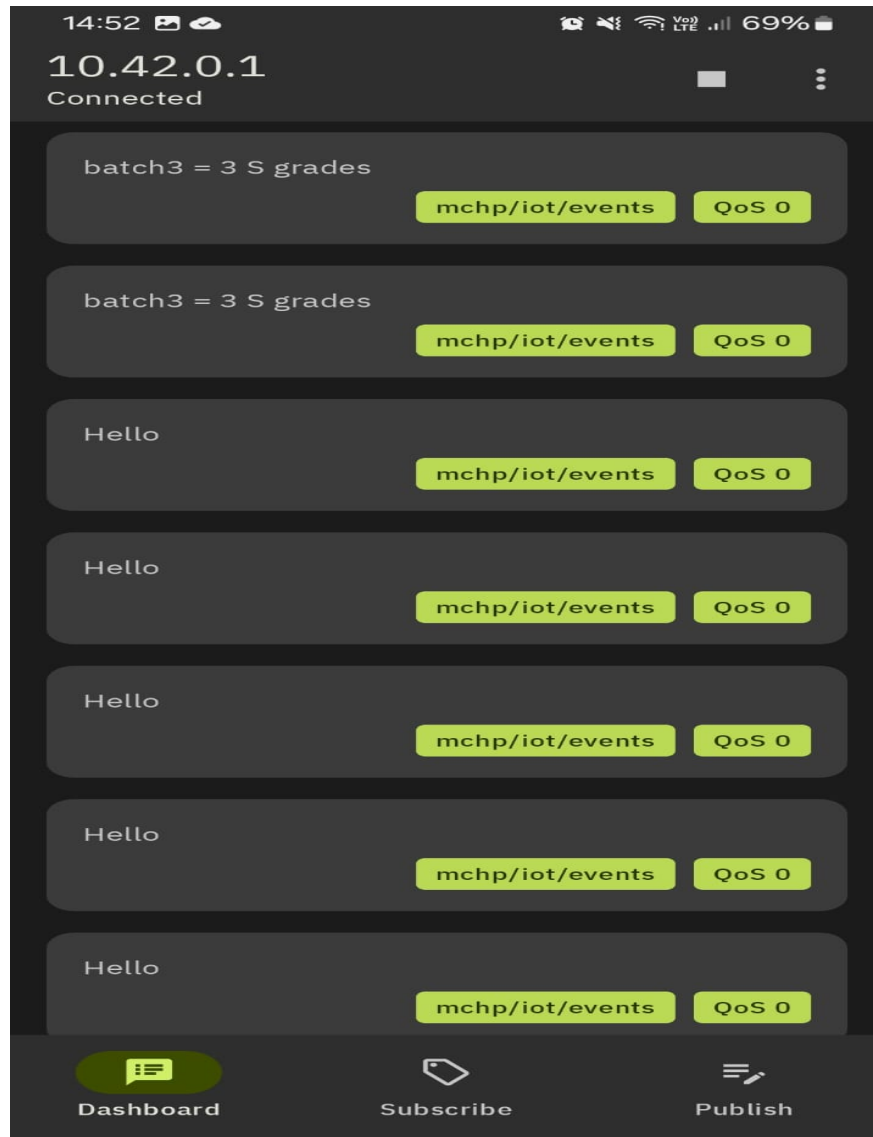 14:52 VoLTE 69%
10.42.0.1
Connected
batch3 = 3 S grades
mchp/iot/events QoS 0
batch3 = 3 S grades
mchp/iot/events QoS 0
Hello
mchp/iot/events QoS 0
Hello
mchp/iot/events QoS 0
Hello
mchp/iot/events QoS 0
Hello
mchp/iot/events QoS 0
Hello
mchp/iot/events QoS 0
Dashboard Subscribe Publish